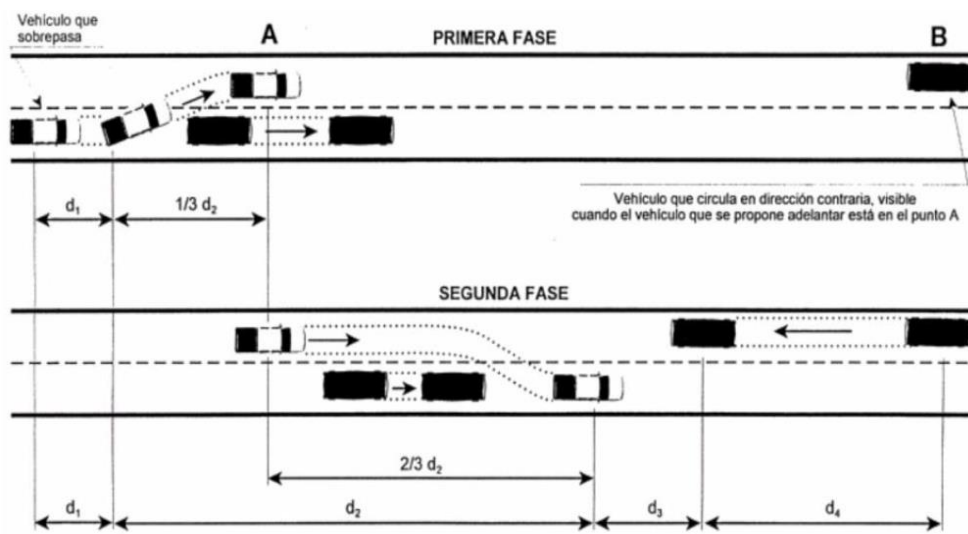 Vehículo que
sobrepasa
A
PRIMERA FASE
B
d₁
1/3 d₂
Vehículo que circula en dirección contraria, visible
cuando el vehículo que se propone adelantar está en el punto A
SEGUNDA FASE
2/3 d₂
d₁
d₂
d₃
d₄